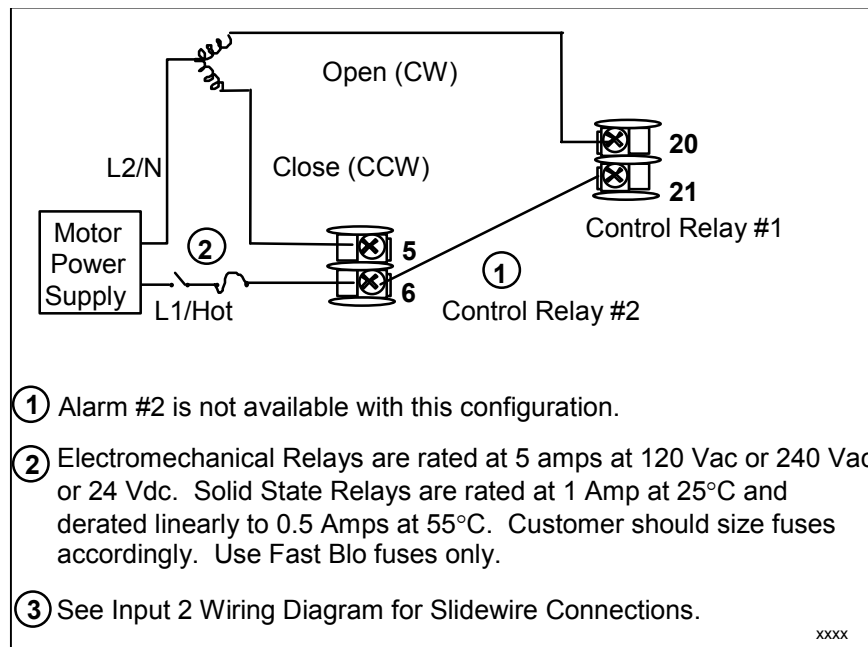 Open (CW)
20
L2/N
Close (CCW)
21
Control Relay #1
Motor
Power
Supply
2
5
1
6
L1/Hot
Control Relay #2
1 Alarm #2 is not available with this configuration.
2 Electromechanical Relays are rated at 5 amps at 120 Vac or 240 Vac
or 24 Vdc. Solid State Relays are rated at 1 Amp at 25°C and
derated linearly to 0.5 Amps at 55°C. Customer should size fuses
accordingly. Use Fast Blo fuses only.
3 See Input 2 Wiring Diagram for Slidewire Connections.
xxxx